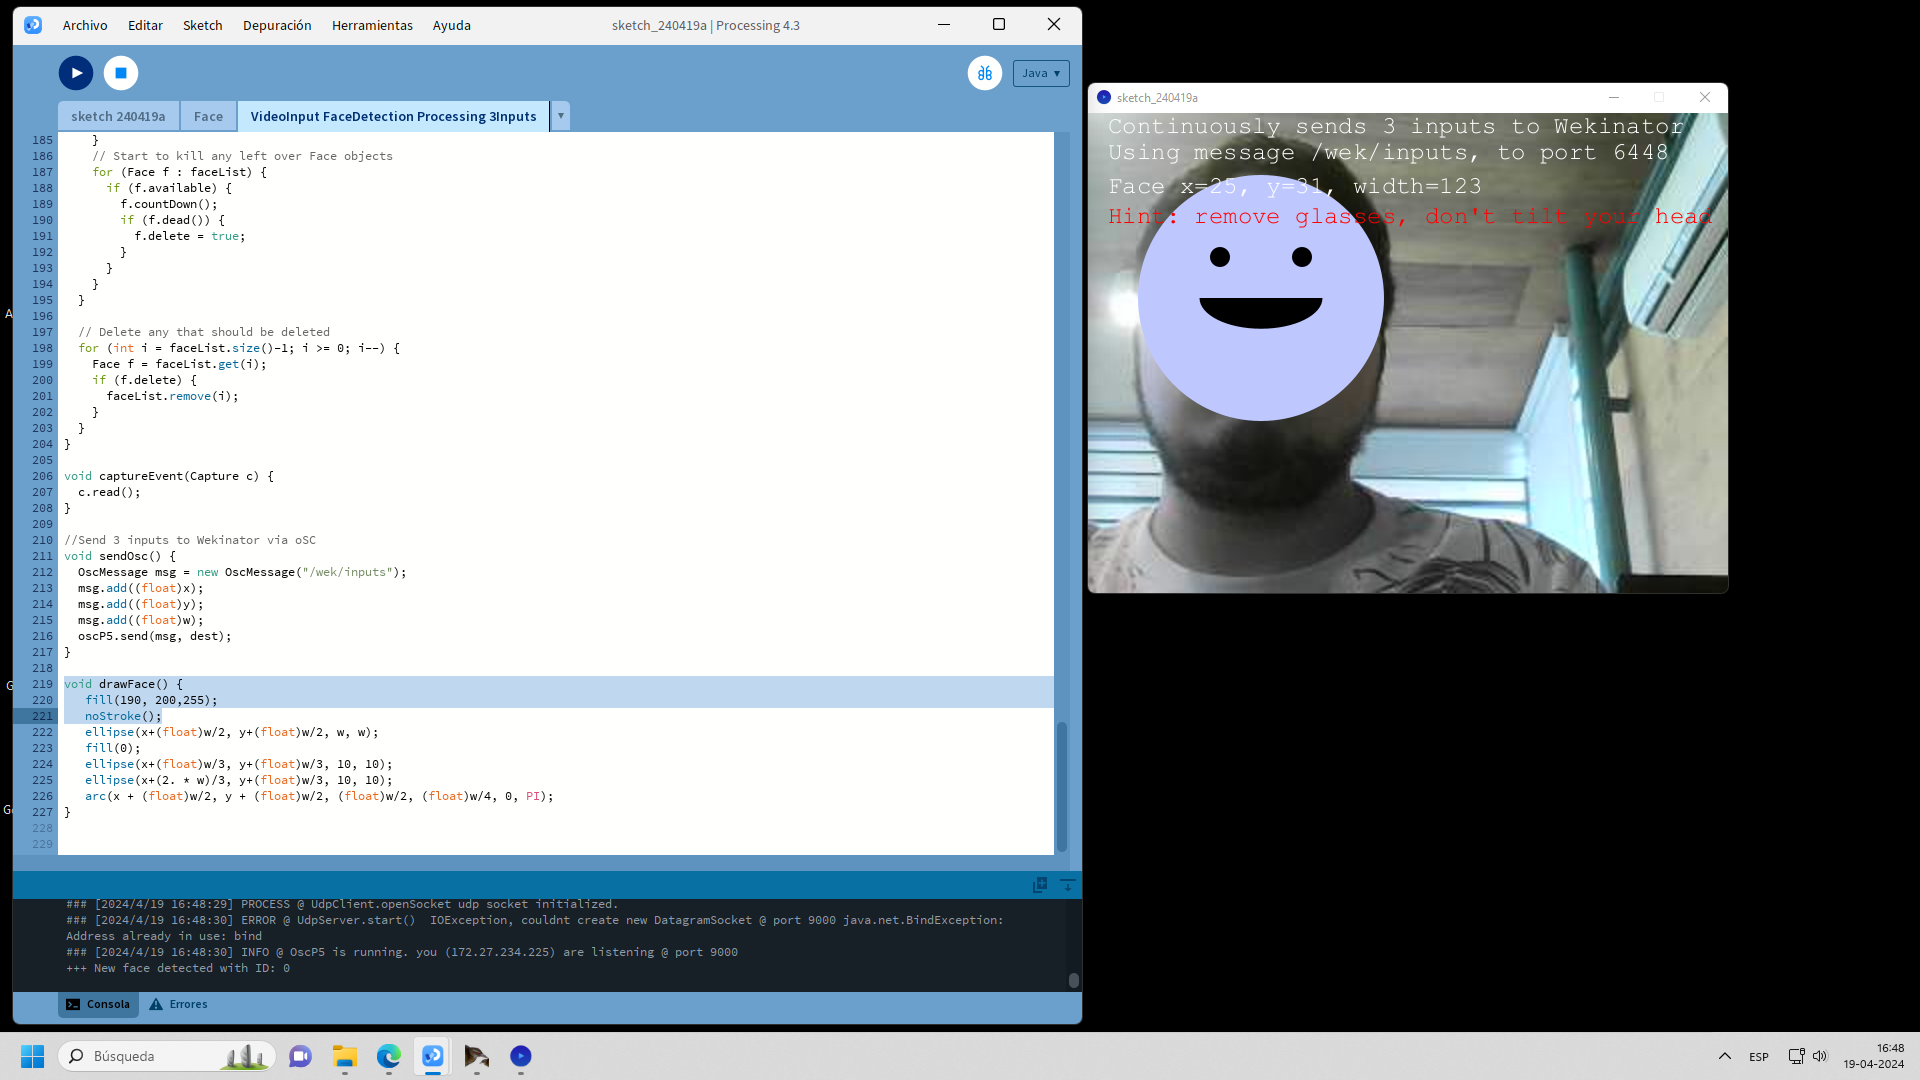 Archivo Editar Sketch Depuración Herramientas Ayuda
sketch_240419a | Processing 4.3
Java ▾
sketch 240419a Face VideoInput FaceDetection Processing 3Inputs ▾
185     }
186     // Start to kill any left over Face objects
187     for (Face f : faceList) {
188       if (f.available) {
189         f.countDown();
190         if (f.dead()) {
191           f.delete = true;
192         }
193       }
194     }
195   }
196
197   // Delete any that should be deleted
198   for (int i = faceList.size()-1; i >= 0; i--) {
199     Face f = faceList.get(i);
200     if (f.delete) {
201       faceList.remove(i);
202     }
203   }
204 }
205
206 void captureEvent(Capture c) {
207   c.read();
208 }
209
210 //Send 3 inputs to Wekinator via oSC
211 void sendOsc() {
212   OscMessage msg = new OscMessage("/wek/inputs");
213   msg.add((float)x);
214   msg.add((float)y);
215   msg.add((float)w);
216   oscP5.send(msg, dest);
217 }
218
219 void drawFace() {
220    fill(190, 200,255);
221    noStroke();
222    ellipse(x+(float)w/2, y+(float)w/2, w, w);
223    fill(0);
224    ellipse(x+(float)w/3, y+(float)w/3, 10, 10);
225    ellipse(x+(2. * w)/3, y+(float)w/3, 10, 10);
226    arc(x + (float)w/2, y + (float)w/2, (float)w/2, (float)w/4, 0, PI);
227 }
228
229
### [2024/4/19 16:48:29] PROCESS @ UdpClient.openSocket udp socket initialized.
### [2024/4/19 16:48:30] ERROR @ UdpServer.start()  IOException, couldnt create new DatagramSocket @ port 9000 java.net.BindException:
Address already in use: bind
### [2024/4/19 16:48:30] INFO @ OscP5 is running. you (172.27.234.225) are listening @ port 9000
+++ New face detected with ID: 0
Consola Errores
sketch_240419a
Continuously sends 3 inputs to Wekinator
Using message /wek/inputs, to port 6448
Face x=25, y=31, width=123
Hint: remove glasses, don't tilt your head
A
G
G
Búsqueda
ESP
16:48
19-04-2024